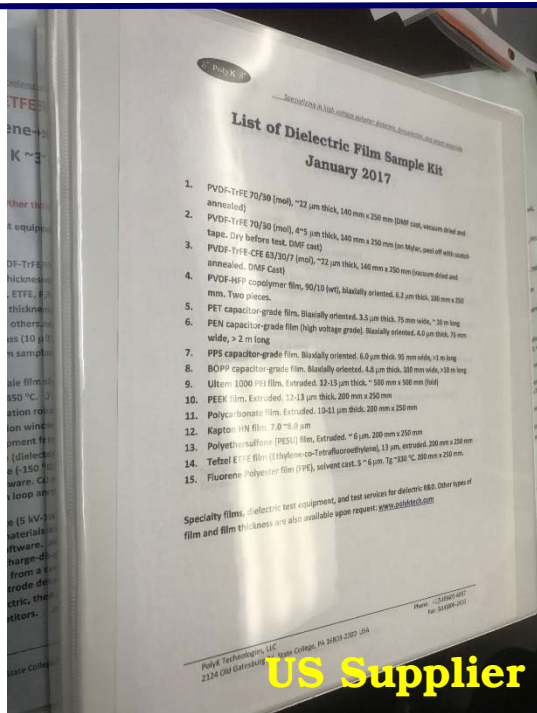 PolyK
Specializing in high voltage polymer
List of Dielectric Film Sample Kit
January 2017
1. PVDF-TrFE 70/30 (mol), ~22 µm thick, 140 mm x 250 mm (DMF cast, vacuum dried and
annealed)
2. PVDF-TrFE 70/30 (mol), 4~5 µm thick, 140 mm x 250 mm (on Mylar, peel off with scotch
tape. Dry before test. DMF cast)
3. PVDF-TrFE-CFE 63/30/7 (mol), ~22 µm thick, 140 mm x 250 mm (vacuum dried and
annealed. DMF Cast)
4. PVDF-HFP copolymer film, 90/10 (wt), biaxially oriented. 6.2 µm thick. 100 mm x 250
mm. Two pieces.
5. PET capacitor-grade film. Biaxially oriented. 3.5 µm thick. 75 mm wide, ~ 10 m long
6. PEN capacitor-grade film (high voltage grade). Biaxially oriented. 4.0 µm thick. 75 mm
wide, > 2 m long
7. PPS capacitor-grade film. Biaxially oriented. 6.0 µm thick. 95 mm wide, >1 m long
8. BOPP capacitor-grade film. Biaxially oriented. 4.8 µm thick. 100 mm wide, >10 m long
9. Ultem 1000 PEI film. Extruded. 12-13 µm thick. ~ 500 mm x 500 mm (fold)
10. PEEK film. Extruded. 12-13 µm thick. 200 mm x 250 mm
11. Polycarbonate film. Extruded. 10-11 µm thick. 200 mm x 250 mm
12. Kapton HN film. 7.0 ~8.0 µm
13. Polyethersulfone (PESU) film, Extruded. ~ 6 µm. 200 mm x 250 mm
14. Tefzel ETFE film (Ethylene-co-Tetrafluoroethylene), 13 µm, extruded. 200 mm x 250 mm
15. Fluorene Polyester film (FPE), solvent cast. 5 ~ 6 µm. Tg ~330 °C. 200 mm x 250 mm.
Specialty films, dielectric test equipment, and test services for dielectric R&D. Other types of
film and film thickness are also available upon request: www.polyktech.com
PolyK Technologies, LLC
2124 Old Gatesburg State College, PA 16803-2200 USA
US Supplier